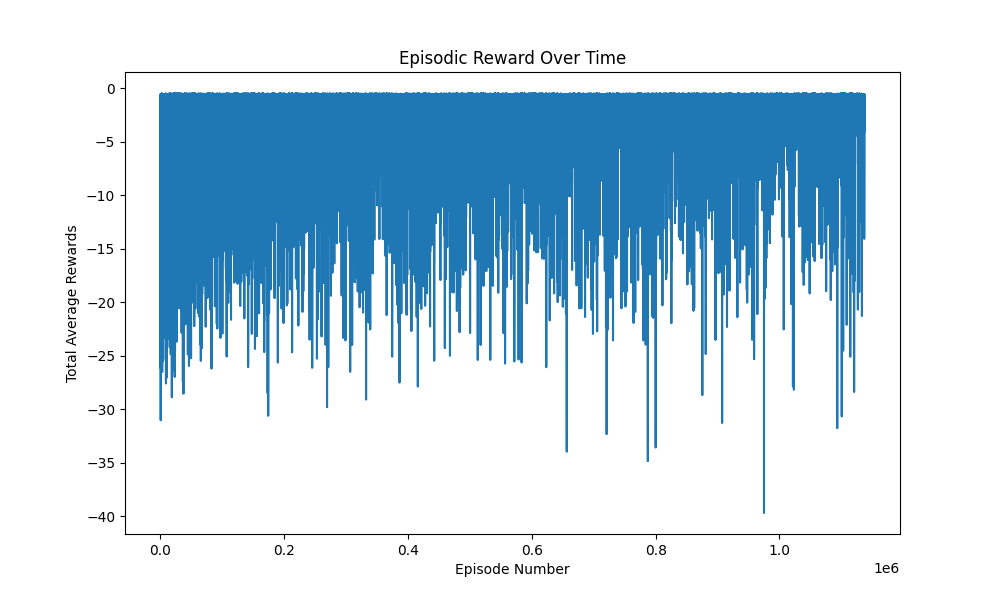 Episodic Reward Over Time
Total Average Rewards
0
−5
−10
−15
−20
−25
−30
−35
−40
0.0 0.2 0.4 0.6 0.8 1.0
1e6
Episode Number